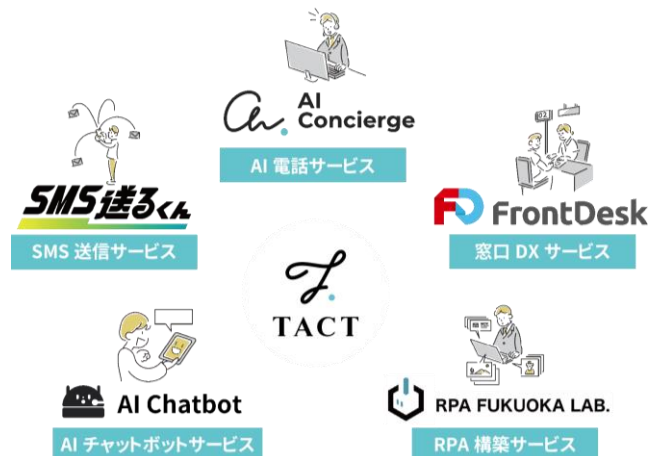 AI
Concierge
AI 電話サービス
SMS送るくん
SMS 送信サービス
02
FD FrontDesk
窓口 DX サービス
TACT
AI Chatbot
AI チャットボットサービス
RPA FUKUOKA LAB.
RPA 構築サービス